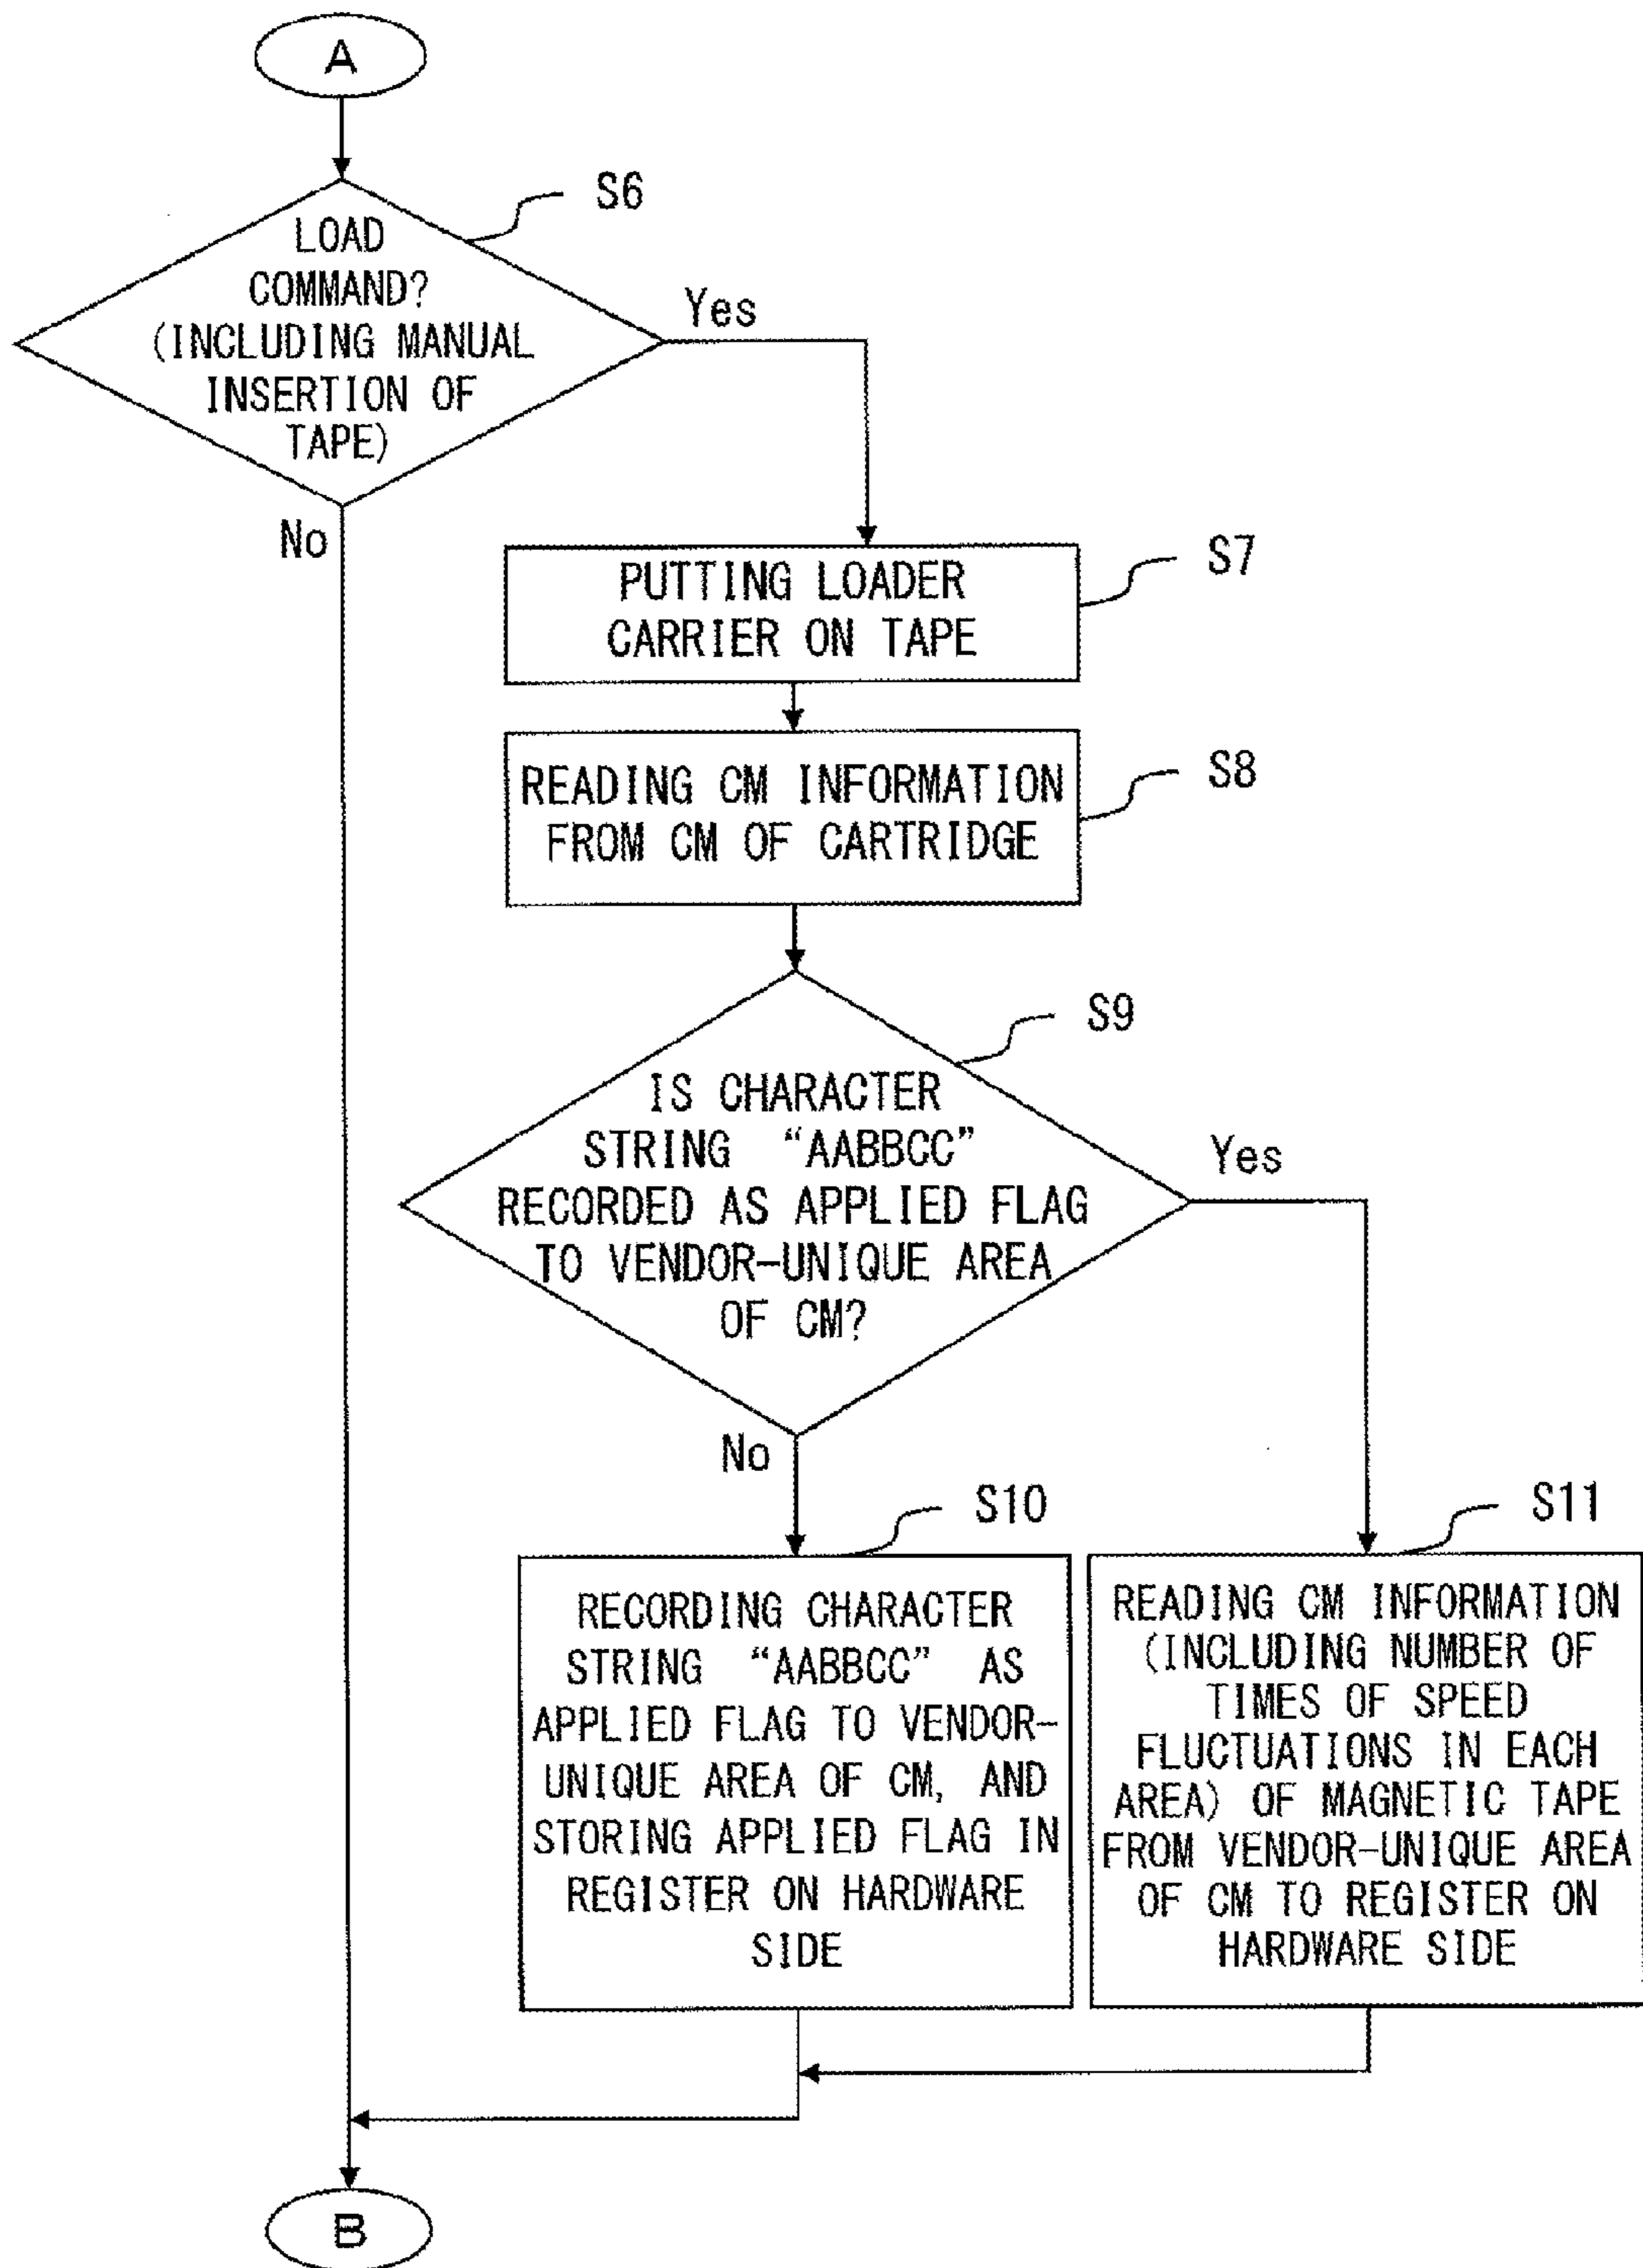 A
S6
LOAD
COMMAND?
(INCLUDING MANUAL
INSERTION OF
TAPE)
Yes
No
S7
PUTTING LOADER
CARRIER ON TAPE
S8
READING CM INFORMATION
FROM CM OF CARTRIDGE
S9
IS CHARACTER
STRING “AABBCC”
RECORDED AS APPLIED FLAG
TO VENDOR-UNIQUE AREA
OF CM?
Yes
No
S10
RECORDING CHARACTER
STRING “AABBCC” AS
APPLIED FLAG TO VENDOR-
UNIQUE AREA OF CM, AND
STORING APPLIED FLAG IN
REGISTER ON HARDWARE
SIDE
S11
READING CM INFORMATION
(INCLUDING NUMBER OF
TIMES OF SPEED
FLUCTUATIONS IN EACH
AREA) OF MAGNETIC TAPE
FROM VENDOR-UNIQUE AREA
OF CM TO REGISTER ON
HARDWARE SIDE
B